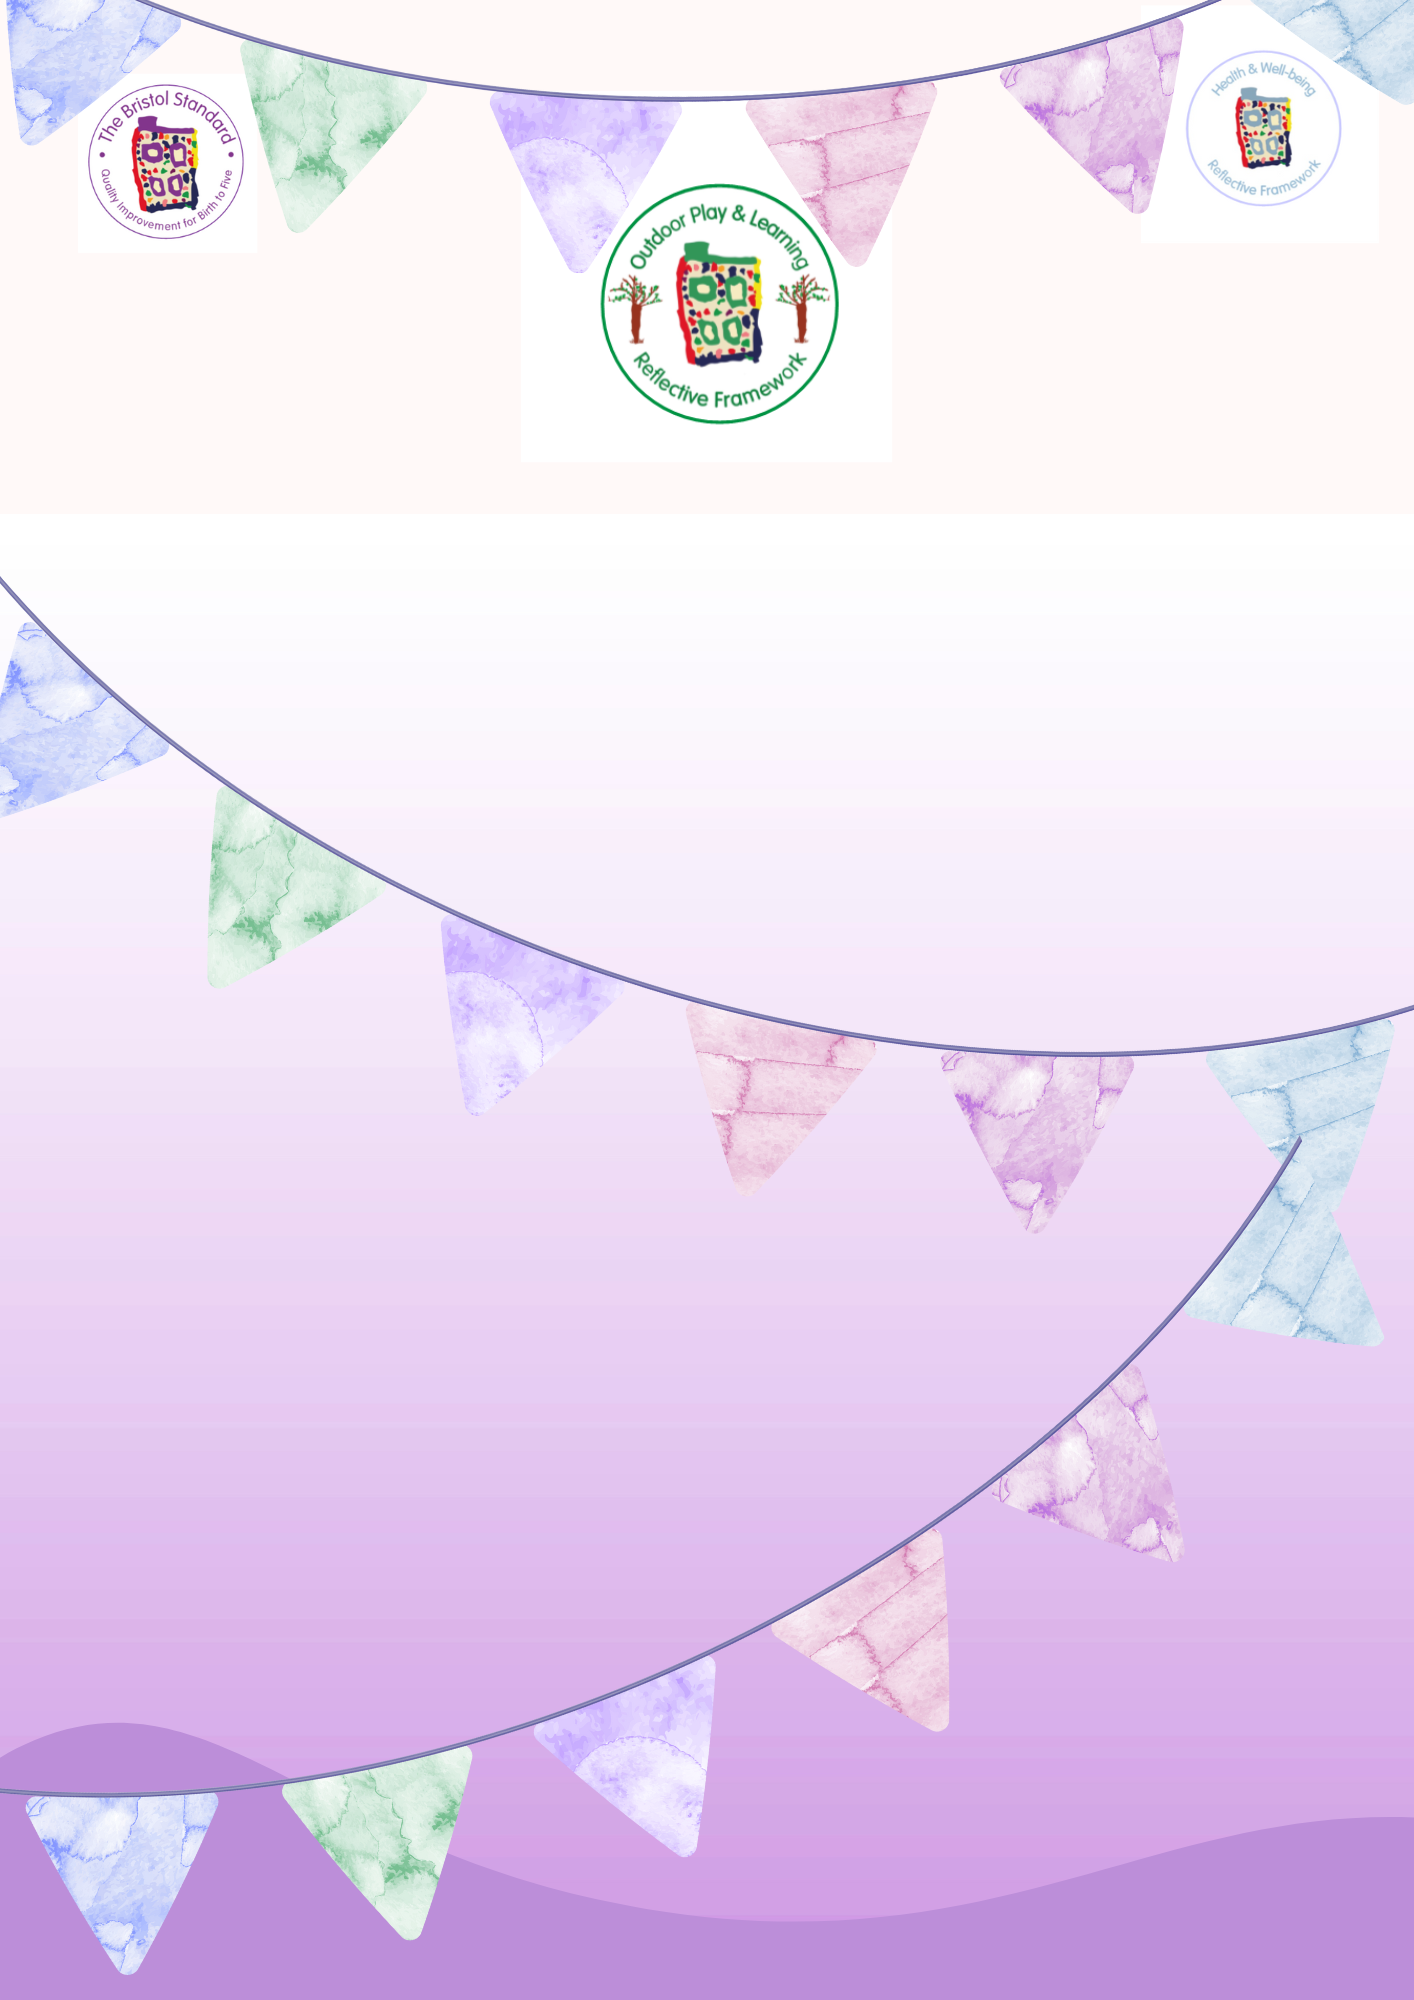 The Bristol Standard
Quality Improvement for Birth to Five
Outdoor Play & Learning
Reflective Framework
Health & Well-being
Reflective Framework